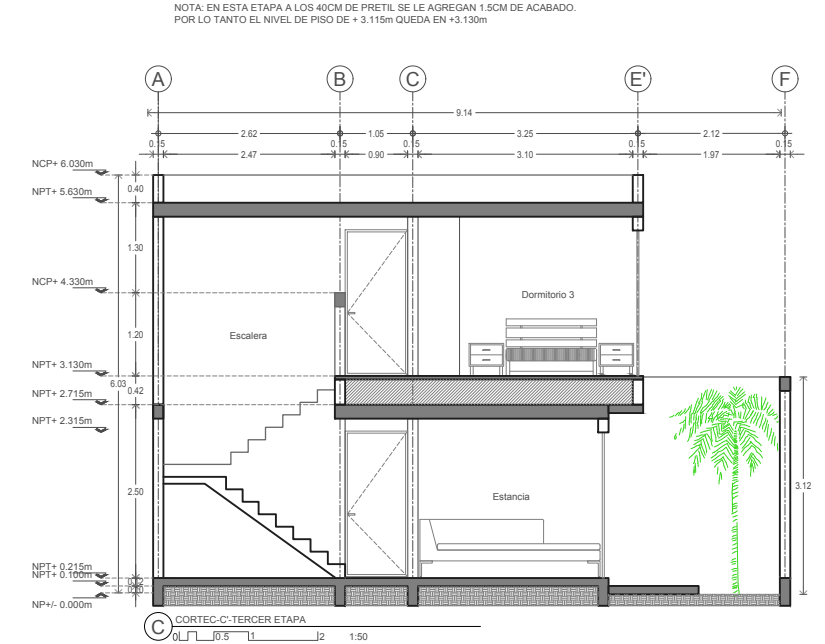 NOTA: EN ESTA ETAPA A LOS 40CM DE PRETIL SE LE AGREGAN 1.5CM DE ACABADO.
POR LO TANTO EL NIVEL DE PISO DE + 3.115m QUEDA EN +3.130m
A B C E' F
9.14
2.62 1.05 3.25 2.12
0.15 0.15 0.15 0.15 0.15
2.47 0.90 3.10 1.97
NCP+ 6.030m
0.40
NPT+ 5.630m
1.30
NCP+ 4.330m
Dormitorio 3
Escalera
1.20
NPT+ 3.130m
6.03
0.42
NPT+ 2.715m
NPT+ 2.315m
2.50
Estancia
3.12
NPT+ 0.215m
NPT+ 0.100m
NP+/- 0.000m
C
CORTEC-C'-TERCER ETAPA
0 0.5 1 2 1:50